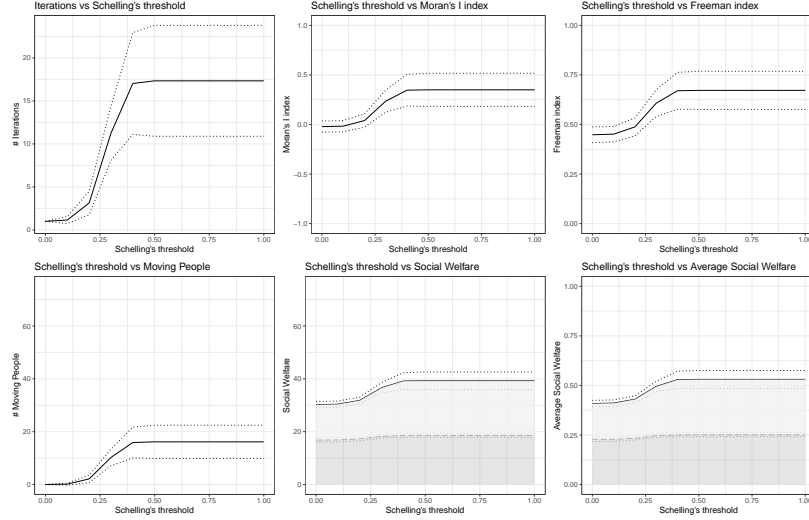 Iterations vs Schelling's threshold
20
15
10
5
0
# Iterations
0.00 0.25 0.50 0.75 1.00
Schelling's threshold
Schelling's threshold vs Moran's I index
1.0
0.5
0.0
−0.5
−1.0
Moran's I index
0.00 0.25 0.50 0.75 1.00
Schelling's threshold
Schelling's threshold vs Freeman index
1.00
0.75
0.50
0.25
0.00
Freeman index
0.00 0.25 0.50 0.75 1.00
Schelling's threshold
Schelling's threshold vs Moving People
60
40
20
0
# Moving People
0.00 0.25 0.50 0.75 1.00
Schelling's threshold
Schelling's threshold vs Social Welfare
60
40
20
0
Social Welfare
0.00 0.25 0.50 0.75 1.00
Schelling's threshold
Schelling's threshold vs Average Social Welfare
1.00
0.75
0.50
0.25
0.00
Average Social Welfare
0.00 0.25 0.50 0.75 1.00
Schelling's threshold